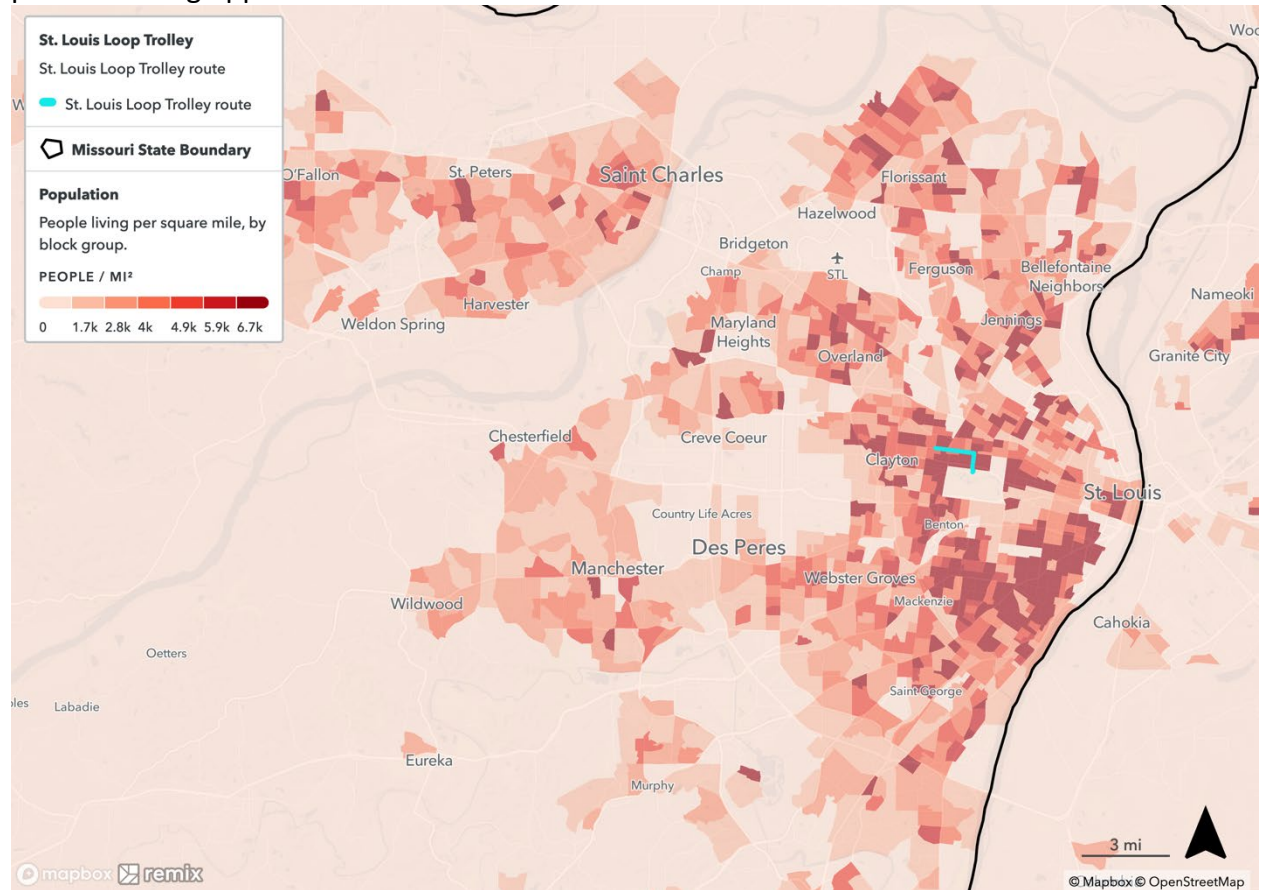 St. Louis Loop Trolley
St. Louis Loop Trolley route
St. Louis Loop Trolley route
Missouri State Boundary
Population
People living per square mile, by
block group.
PEOPLE / MI²
0 1.7k 2.8k 4k 4.9k 5.9k 6.7k
O'Fallon
St. Peters
Saint Charles
Florissant
Hazelwood
Bridgeton
Champ
STL
Ferguson
Bellefontaine
Neighbors
Nameoki
Harvester
Weldon Spring
Maryland
Heights
Jennings
Overland
Granite City
Chesterfield
Creve Coeur
Clayton
St. Louis
Country Life Acres
Benton
Des Peres
Manchester
Webster Groves
Mackenzie
Wildwood
Cahokia
Oetters
Saint George
Labadie
Eureka
Murphy
3 mi
mapbox remix
© Mapbox © OpenStreetMap